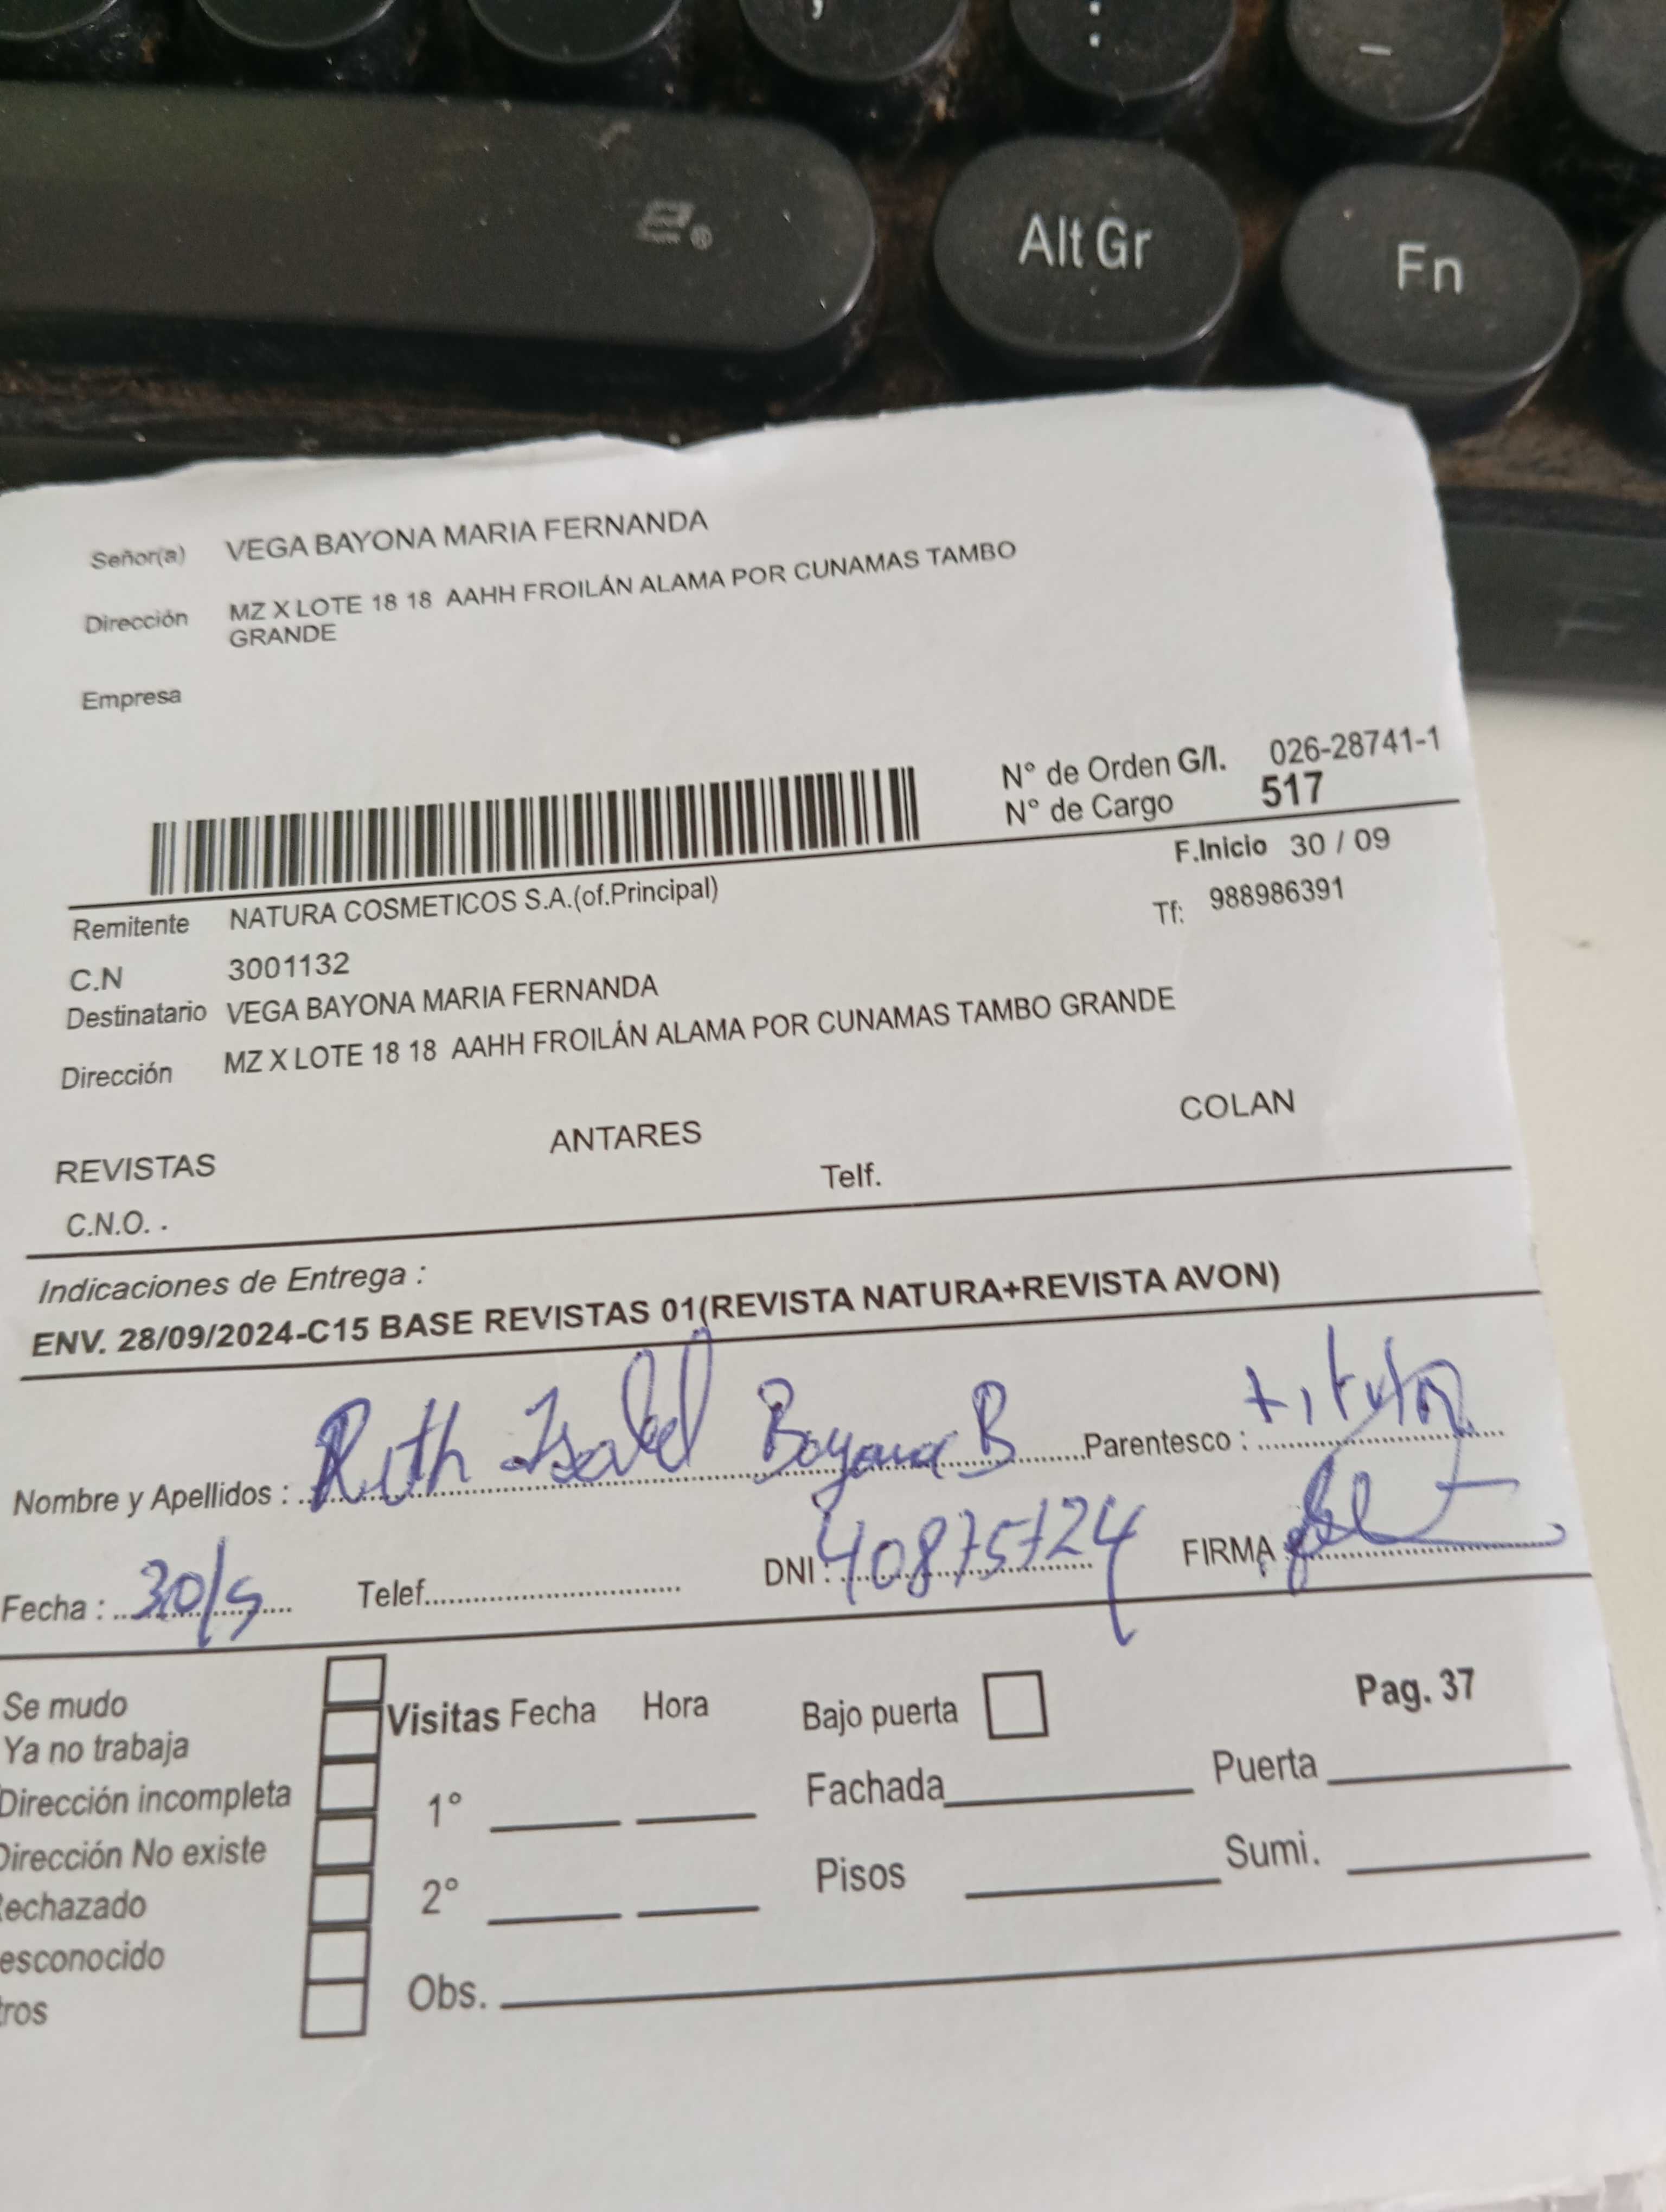 Alt Gr
Fn
Señor(a) VEGA BAYONA MARIA FERNANDA
Dirección MZ X LOTE 18 18 AAHH FROILÁN ALAMA POR CUNAMAS TAMBO
GRANDE
Empresa
N° de Orden G/I. 026-28741-1
N° de Cargo 517
F.Inicio 30 / 09
Remitente NATURA COSMETICOS S.A.(of.Principal)
Tf: 988986391
C.N 3001132
Destinatario VEGA BAYONA MARIA FERNANDA
Dirección MZ X LOTE 18 18 AAHH FROILÁN ALAMA POR CUNAMAS TAMBO GRANDE
REVISTAS ANTARES COLAN
C.N.O. . Telf.
Indicaciones de Entrega :
ENV. 28/09/2024-C15 BASE REVISTAS 01(REVISTA NATURA+REVISTA AVON)
Nombre y Apellidos : Ruth Isabel Bayona B Parentesco : titular
Fecha : 30/9 Telef. DNI : 40875724 FIRMA
Se mudo Visitas Fecha Hora Bajo puerta Pag. 37
Ya no trabaja
Dirección incompleta 1° Fachada Puerta
Dirección No existe
Rechazado 2° Pisos Sumi.
esconocido
tros Obs.